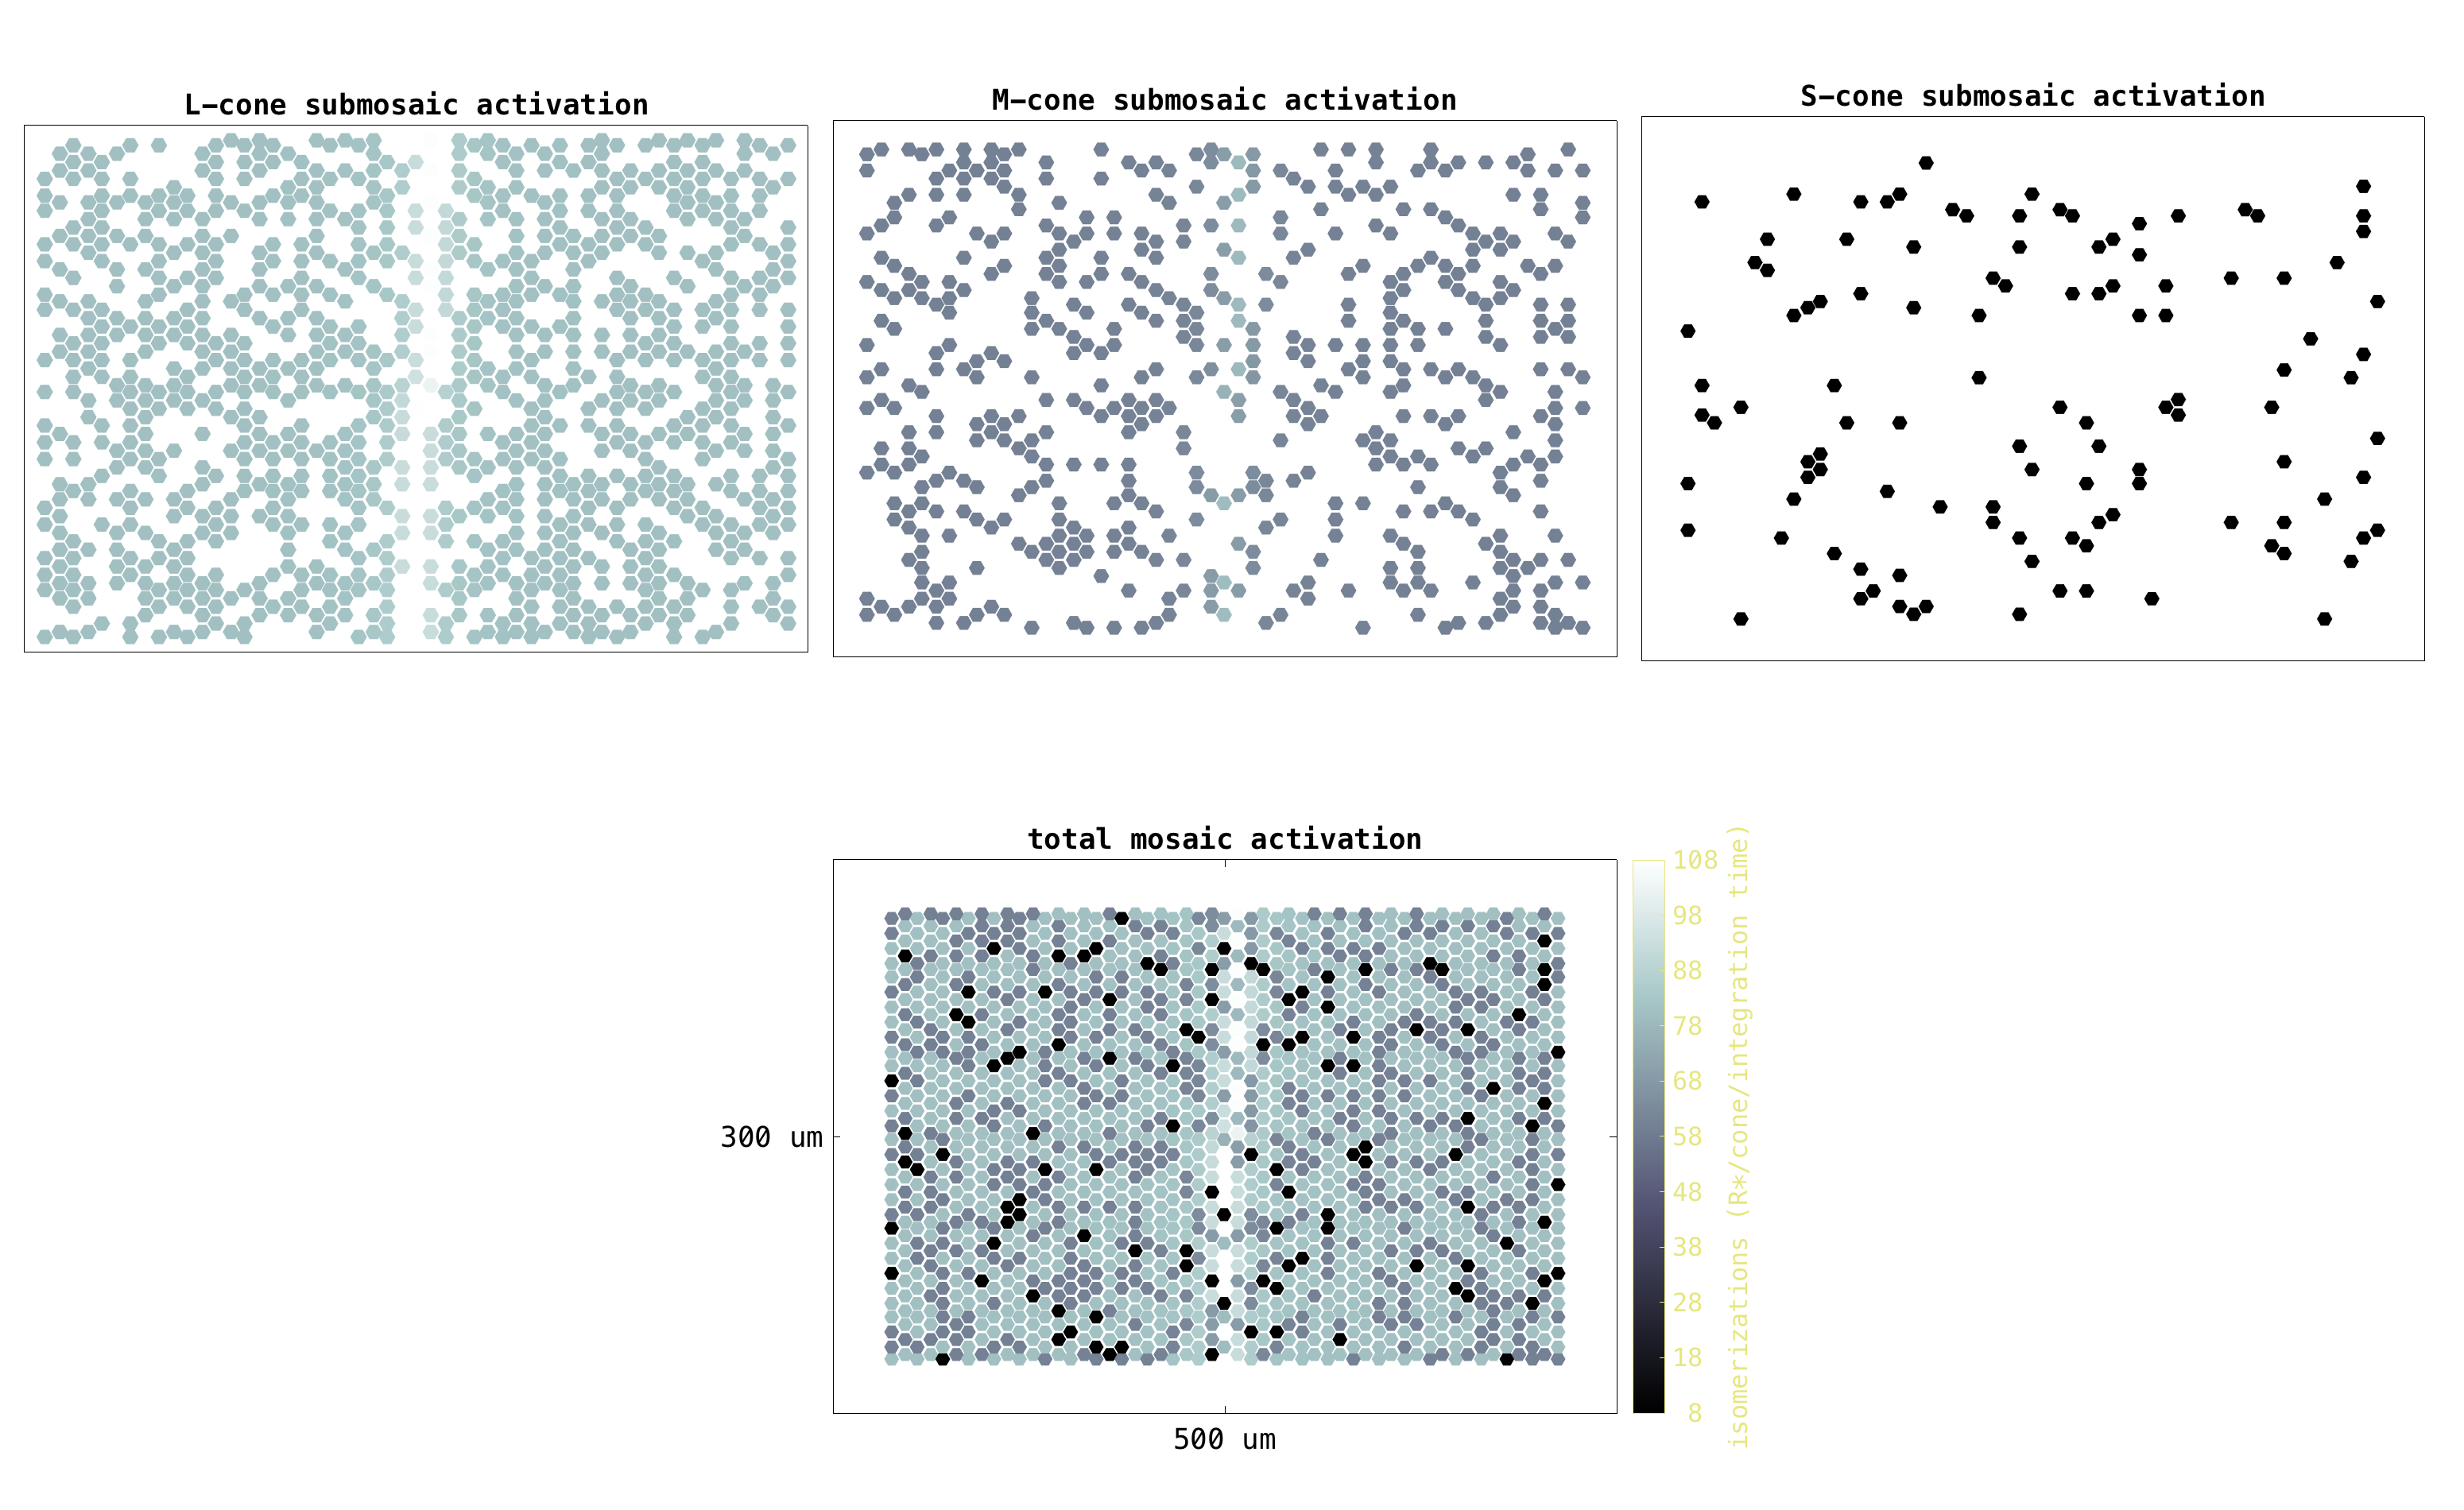 L−cone submosaic activation
M−cone submosaic activation
S−cone submosaic activation
total mosaic activation
300 um
500 um
108
98
88
78
68
58
48
38
28
18
8
isomerizations (R*/cone/integration time)